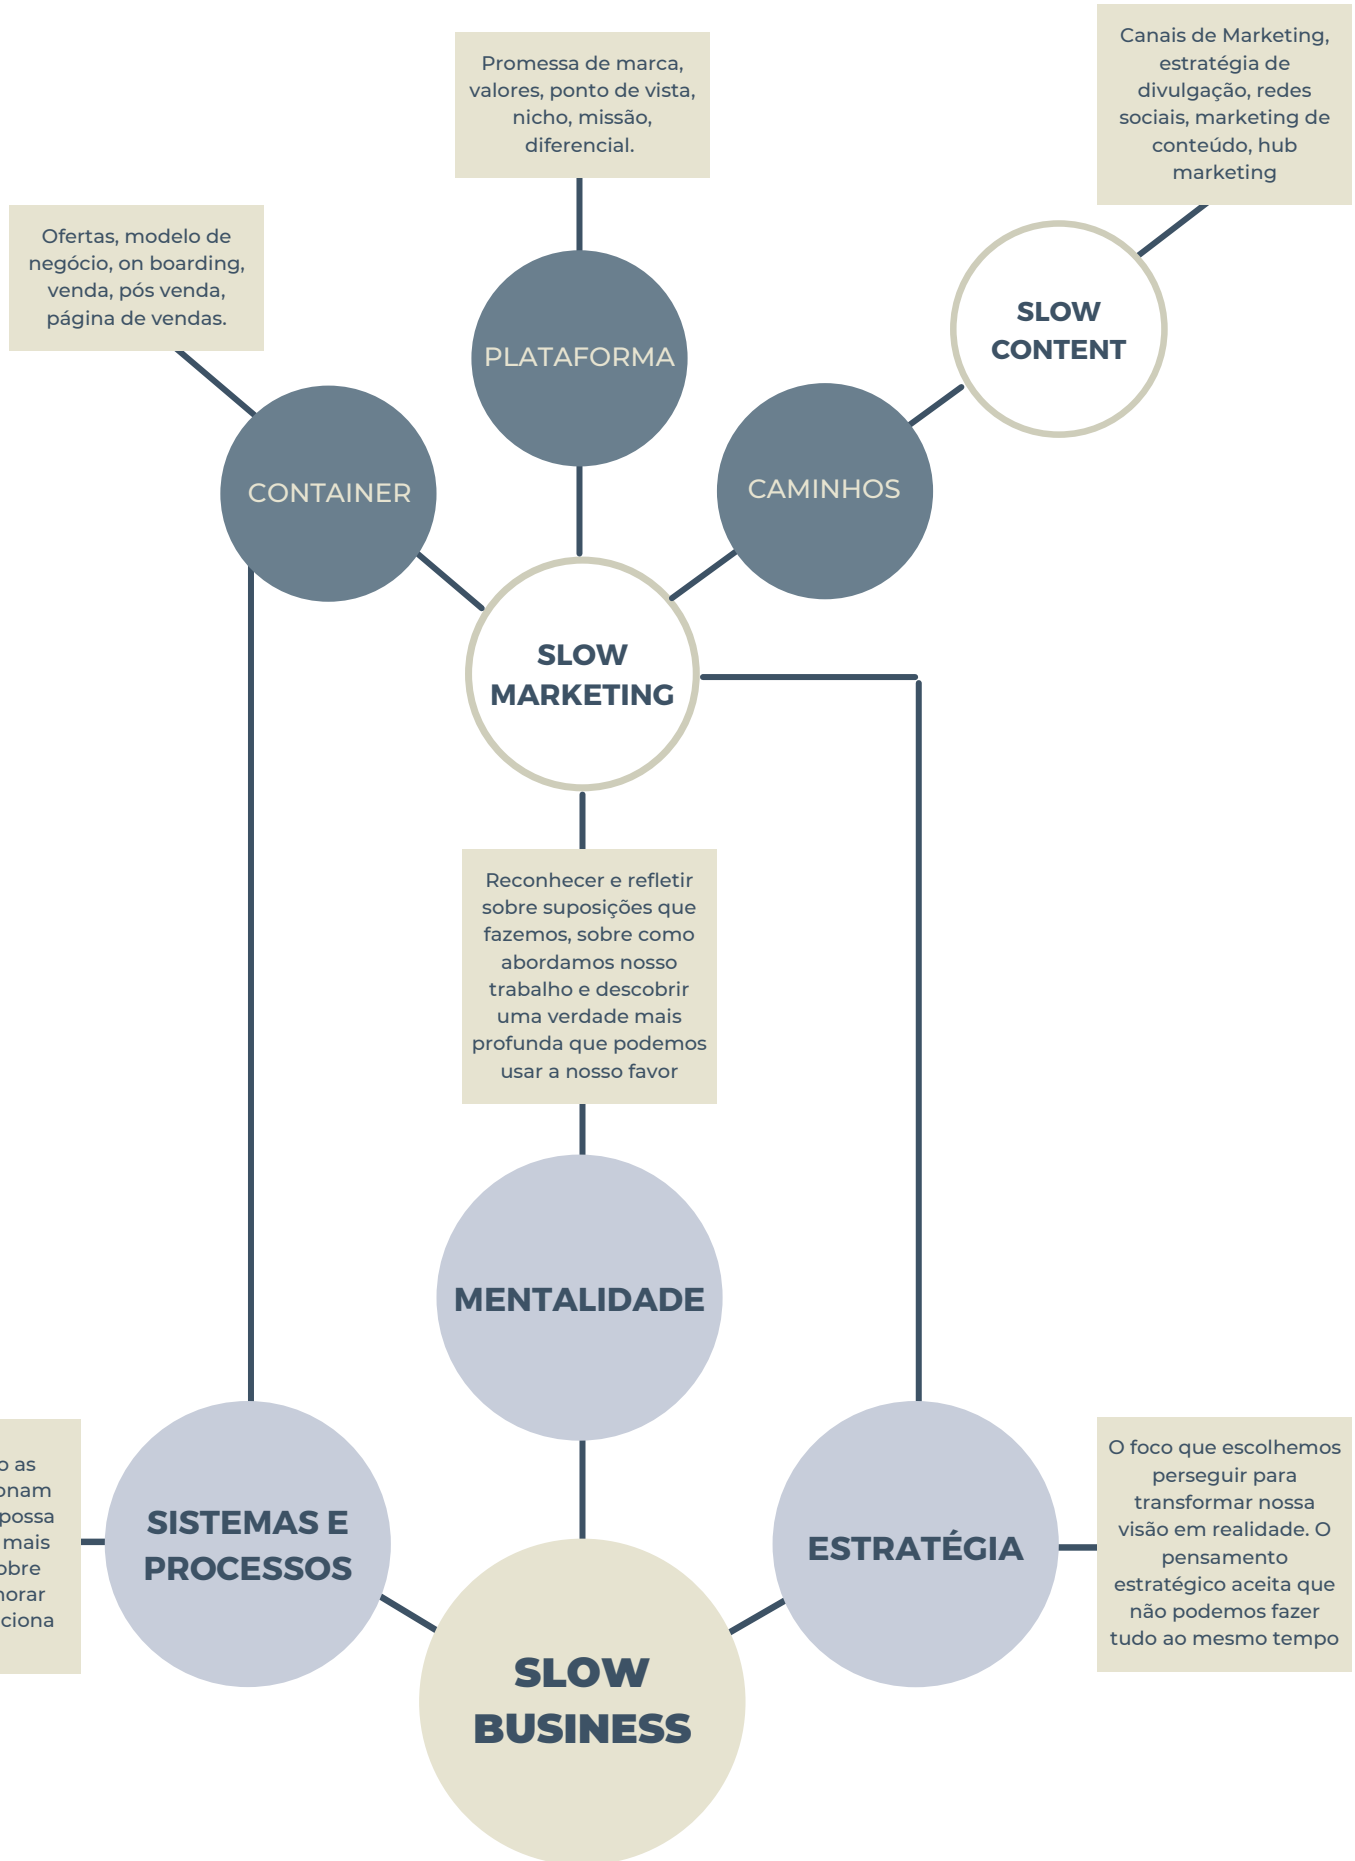 Canais de Marketing,
estratégia de
divulgação, redes
sociais, marketing de
conteúdo, hub
marketing
Promessa de marca,
valores, ponto de vista,
nicho, missão,
diferencial.
Ofertas, modelo de
negócio, on boarding,
venda, pós venda,
página de vendas.
SLOW
CONTENT
PLATAFORMA
CONTAINER
CAMINHOS
SLOW
MARKETING
Reconhecer e refletir
sobre suposições que
fazemos, sobre como
abordamos nosso
trabalho e descobrir
uma verdade mais
profunda que podemos
usar a nosso favor
MENTALIDADE
as
possa
mais
SISTEMAS E
PROCESSOS
ESTRATÉGIA
O foco que escolhemos
perseguir para
transformar nossa
visão em realidade. O
pensamento
estratégico aceita que
não podemos fazer
tudo ao mesmo tempo
SLOW
BUSINESS